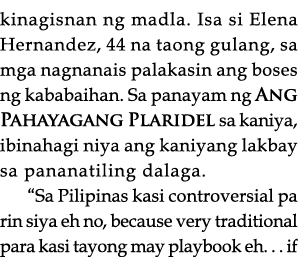 kinagisnan ng madla. Isa si Elena
Hernandez, 44 na taong gulang, sa
mga nagnanais palakasin ang boses
ng kababaihan. Sa panayam ng ANG
PAHAYAGANG PLARIDEL sa kaniya,
ibinahagi niya ang kaniyang lakbay
sa pananatiling dalaga.
“Sa Pilipinas kasi controversial pa
rin siya eh no, because very traditional
para kasi tayong may playbook eh. . . if